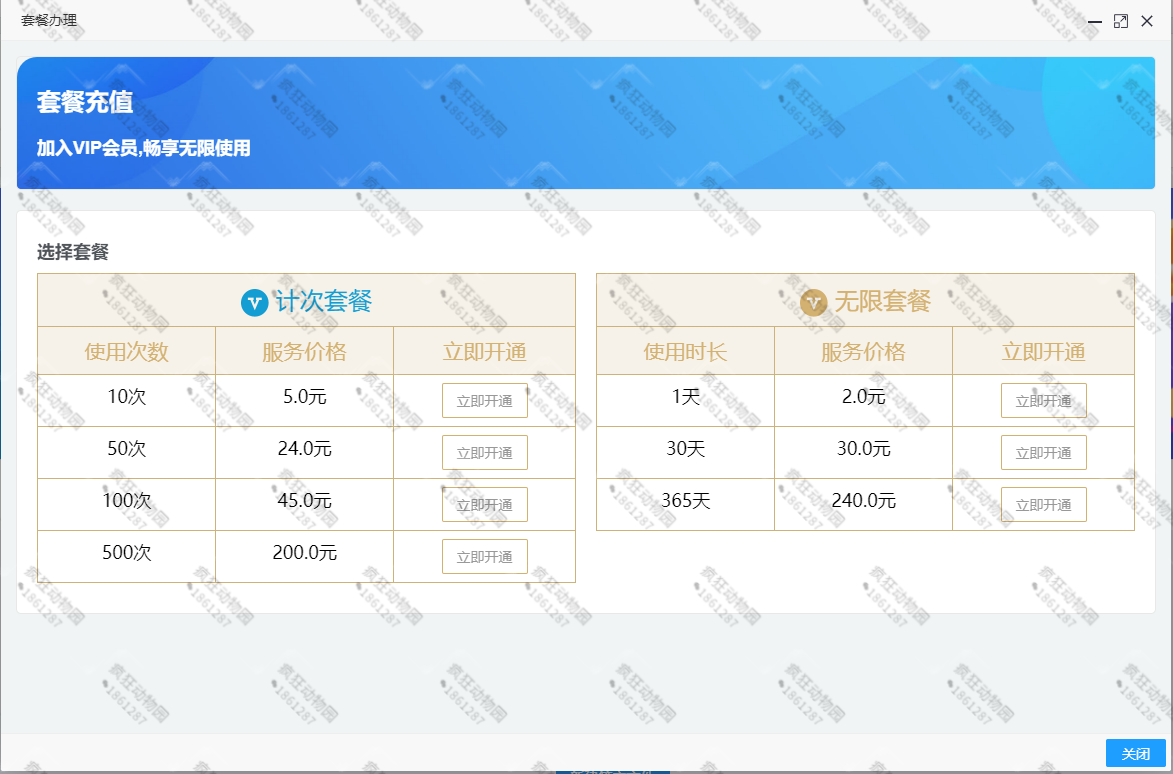 套餐办理
套餐充值
加入VIP会员,畅享无限使用
选择套餐
计次套餐
使用次数 服务价格 立即开通
10次 5.0元 立即开通
50次 24.0元 立即开通
100次 45.0元 立即开通
500次 200.0元 立即开通
无限套餐
使用时长 服务价格 立即开通
1天 2.0元 立即开通
30天 30.0元 立即开通
365天 240.0元 立即开通
关闭
疯狂动物园
1861287